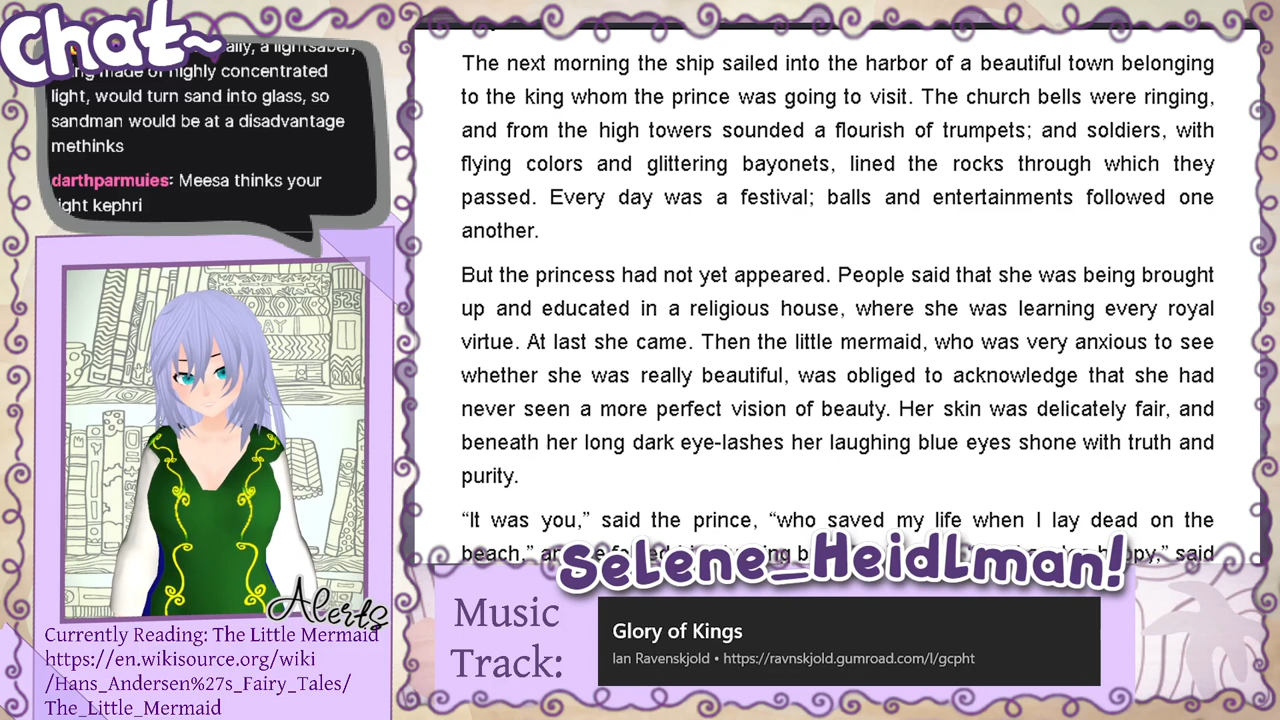 Chat~
a lightsaber,
made of highly concentrated
light, would turn sand into glass, so
sandman would be at a disadvantage
methinks
darthparmuies: Meesa thinks your
kephri
Alerts
Currently Reading: The Little Mermaid
https://en.wikisource.org/wiki
/Hans_Andersen%27s_Fairy_Tales/
The_Little_Mermaid
The next morning the ship sailed into the harbor of a beautiful town belonging
to the king whom the prince was going to visit. The church bells were ringing,
and from the high towers sounded a flourish of trumpets; and soldiers, with
flying colors and glittering bayonets, lined the rocks through which they
passed. Every day was a festival; balls and entertainments followed one
another.
But the princess had not yet appeared. People said that she was being brought
up and educated in a religious house, where she was learning every royal
virtue. At last she came. Then the little mermaid, who was very anxious to see
whether she was really beautiful, was obliged to acknowledge that she had
never seen a more perfect vision of beauty. Her skin was delicately fair, and
beneath her long dark eye-lashes her laughing blue eyes shone with truth and
purity.
“It was you,” said the prince, “who saved my life when I lay dead on the
beach,” said
Selene_Heidlman!
Music
Track:
Glory of Kings
Ian Ravenskjold • https://ravnskjold.gumroad.com/l/gcpht